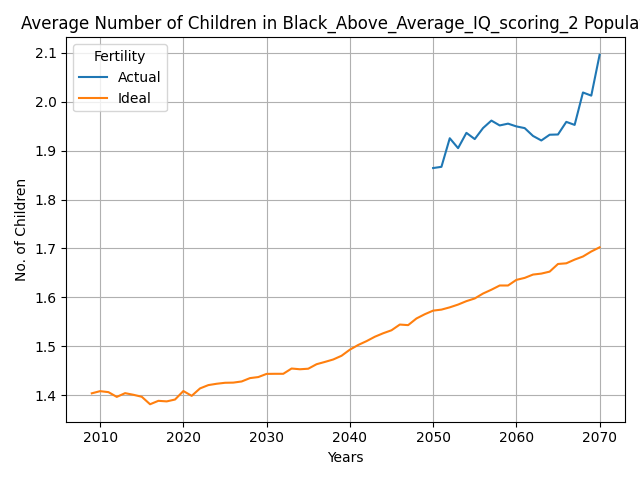 Average Number of Children in Black_Above_Average_IQ_scoring_2 Popula
Fertility
Actual
Ideal
2.1
2.0
1.9
1.8
1.7
1.6
1.5
1.4
No. of Children
2010 2020 2030 2040 2050 2060 2070
Years